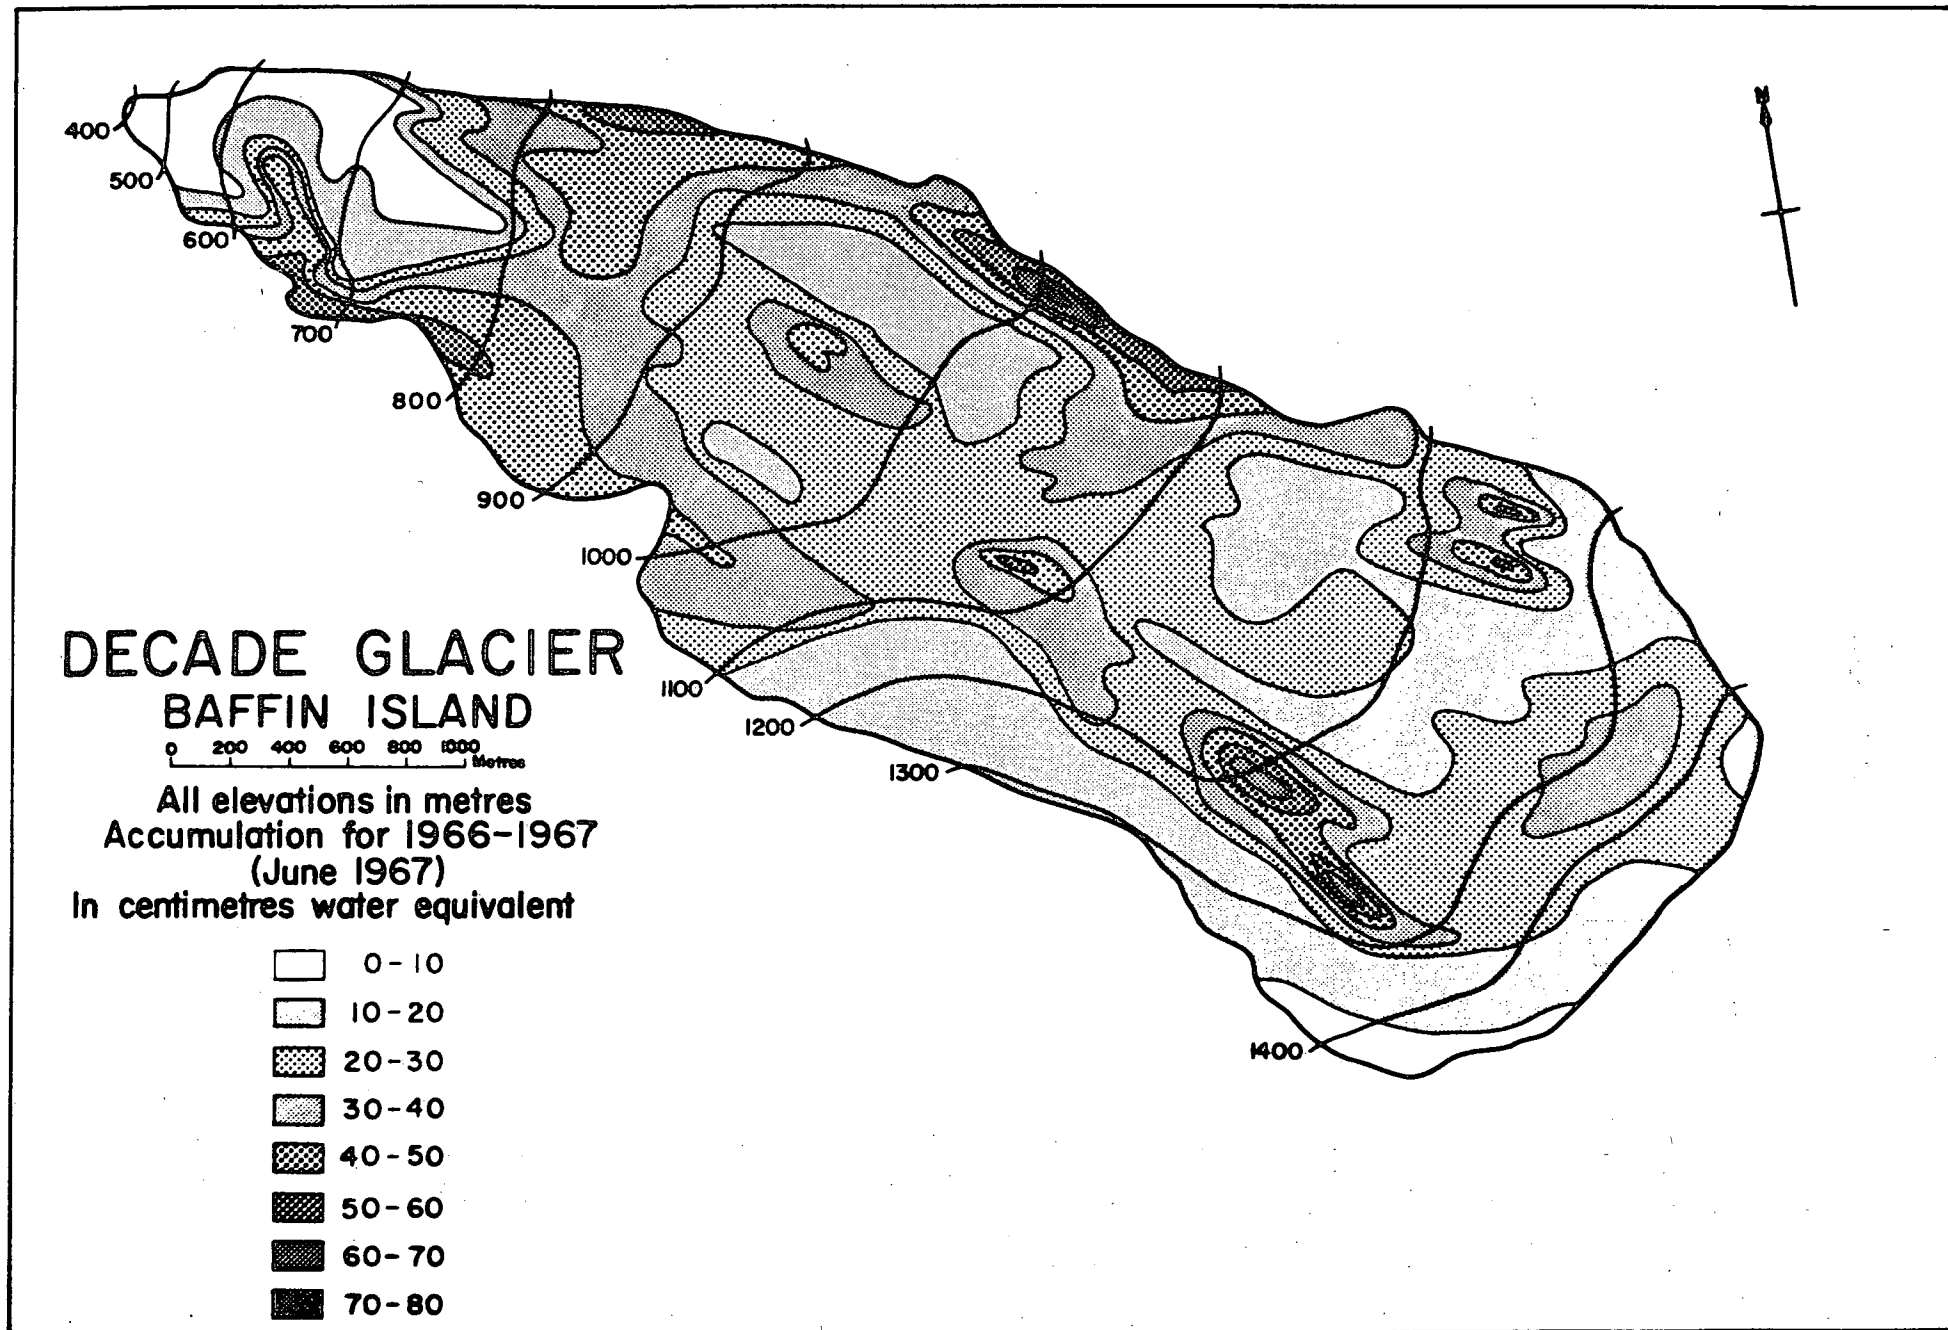 N
400
500
600
700
800
900
1000
1100
1200
1300
1400
DECADE GLACIER
BAFFIN ISLAND
0 200 400 600 800 1000
Metres
All elevations in metres
Accumulation for 1966-1967
(June 1967)
In centimetres water equivalent
0-10
10-20
20-30
30-40
40-50
50-60
60-70
70-80